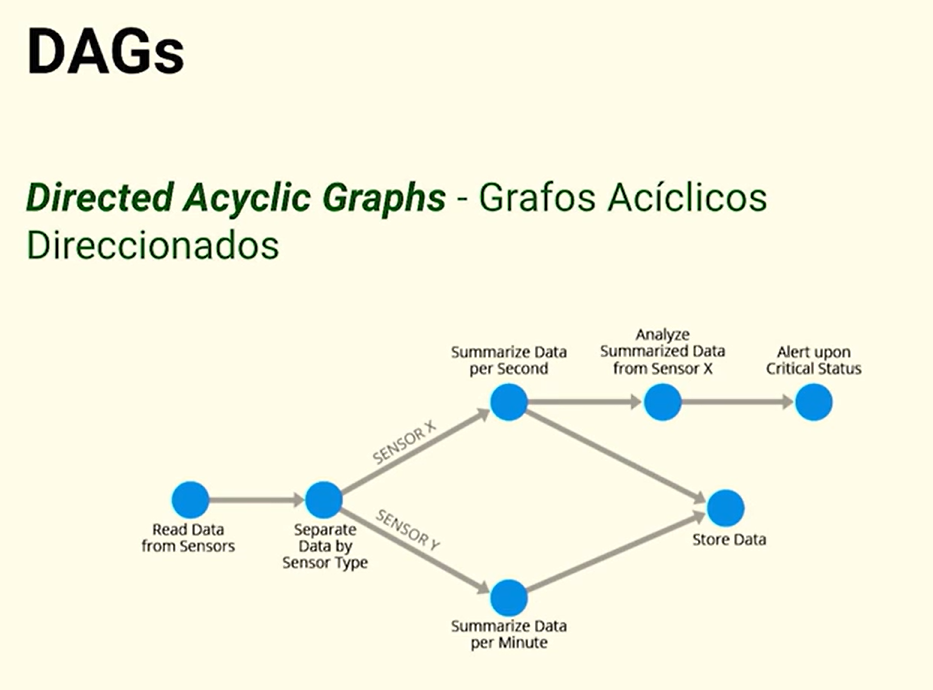 DAGs
Directed Acyclic Graphs - Grafos Acíclicos
Direccionados
Analyze
Summarized Data
from Sensor X
Summarize Data
per Second
Alert upon
Critical Status
SENSOR X
Read Data
from Sensors
Separate
Data by
Sensor Type
SENSOR Y
Store Data
Summarize Data
per Minute